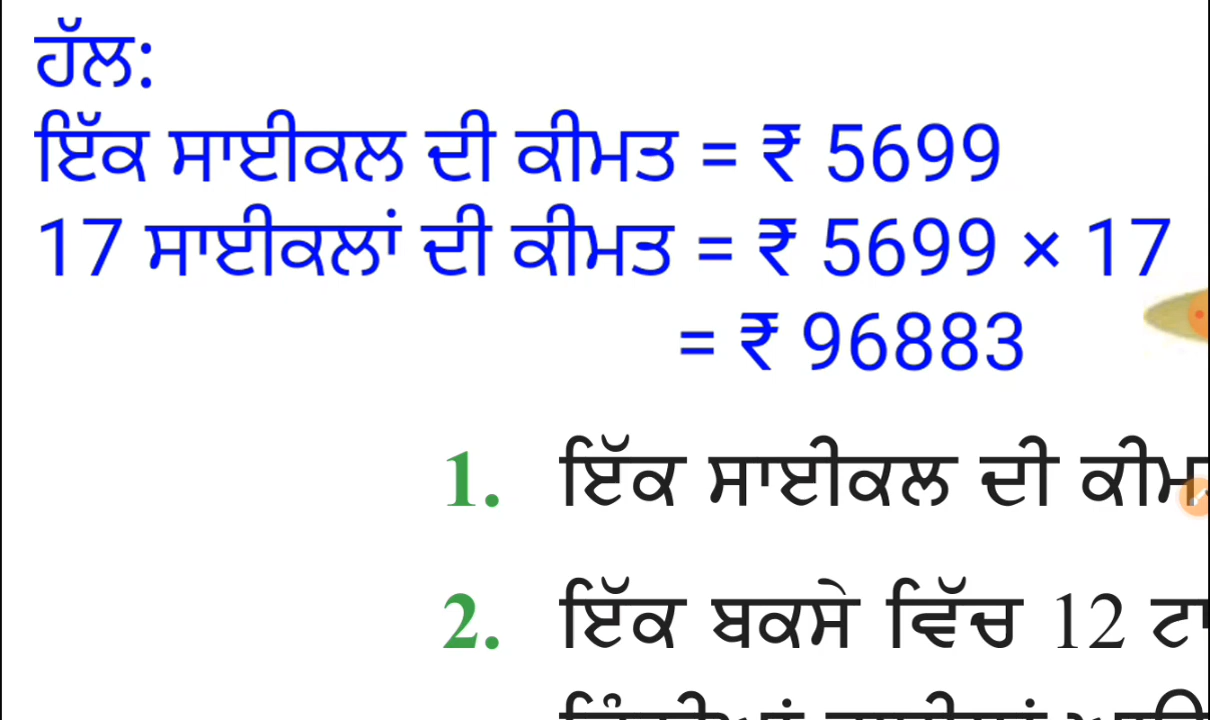 ਹੱਲ:
ਇੱਕ ਸਾਈਕਲ ਦੀ ਕੀਮਤ = ₹ 5699
17 ਸਾਈਕਲਾਂ ਦੀ ਕੀਮਤ = ₹ 5699 × 17
= ₹ 96883
1. ਇੱਕ ਸਾਈਕਲ ਦੀ
2. ਇੱਕ ਬਕਸੇ ਵਿੱਚ 12